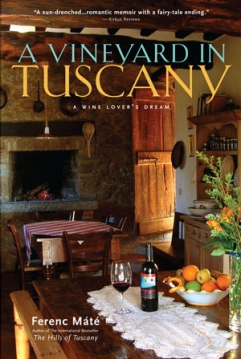 “A sun-drenched...romantic memoir with a fairy-tale ending.”
— Kirkus Reviews
A VINEYARD IN
TUSCANY
A WINE LOVER'S DREAM
Ferenc Máté
Author of The International Bestseller
The Hills of Tuscany